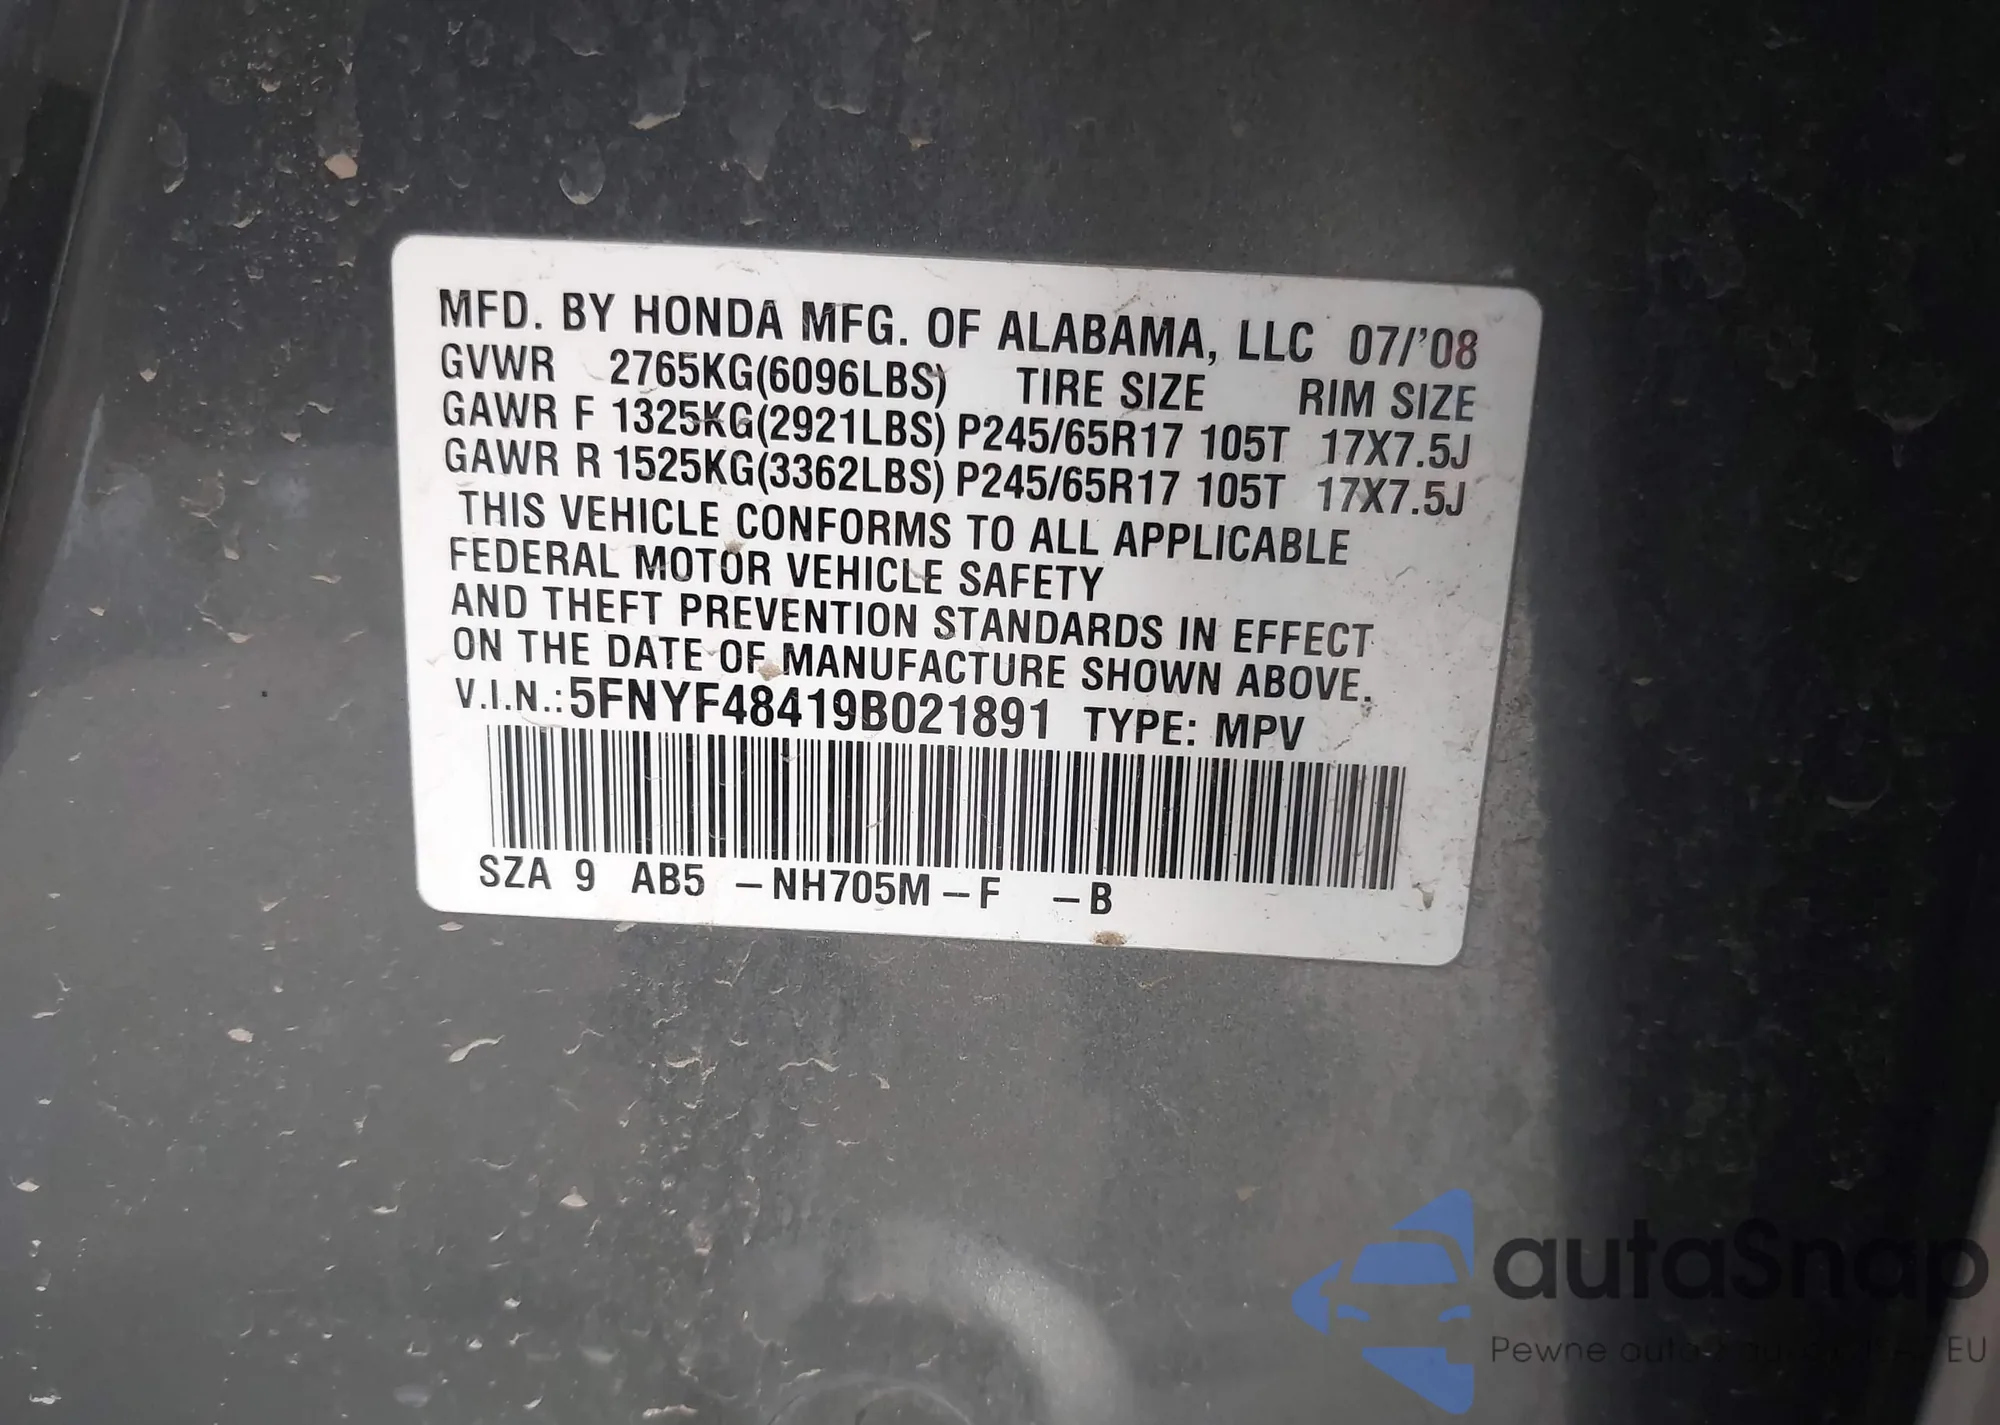 MFD. BY HONDA MFG. OF ALABAMA, LLC 07/'08
GVWR 2765KG(6096LBS) TIRE SIZE RIM SIZE
GAWR F 1325KG(2921LBS) P245/65R17 105T 17X7.5J
GAWR R 1525KG(3362LBS) P245/65R17 105T 17X7.5J
THIS VEHICLE CONFORMS TO ALL APPLICABLE
FEDERAL MOTOR VEHICLE SAFETY
AND THEFT PREVENTION STANDARDS IN EFFECT
ON THE DATE OF MANUFACTURE SHOWN ABOVE.
V.I.N.: 5FNYF48419B021891 TYPE: MPV
SZA 9 AB5 – NH705M – F – B
autaSnap
Pewne auta EU